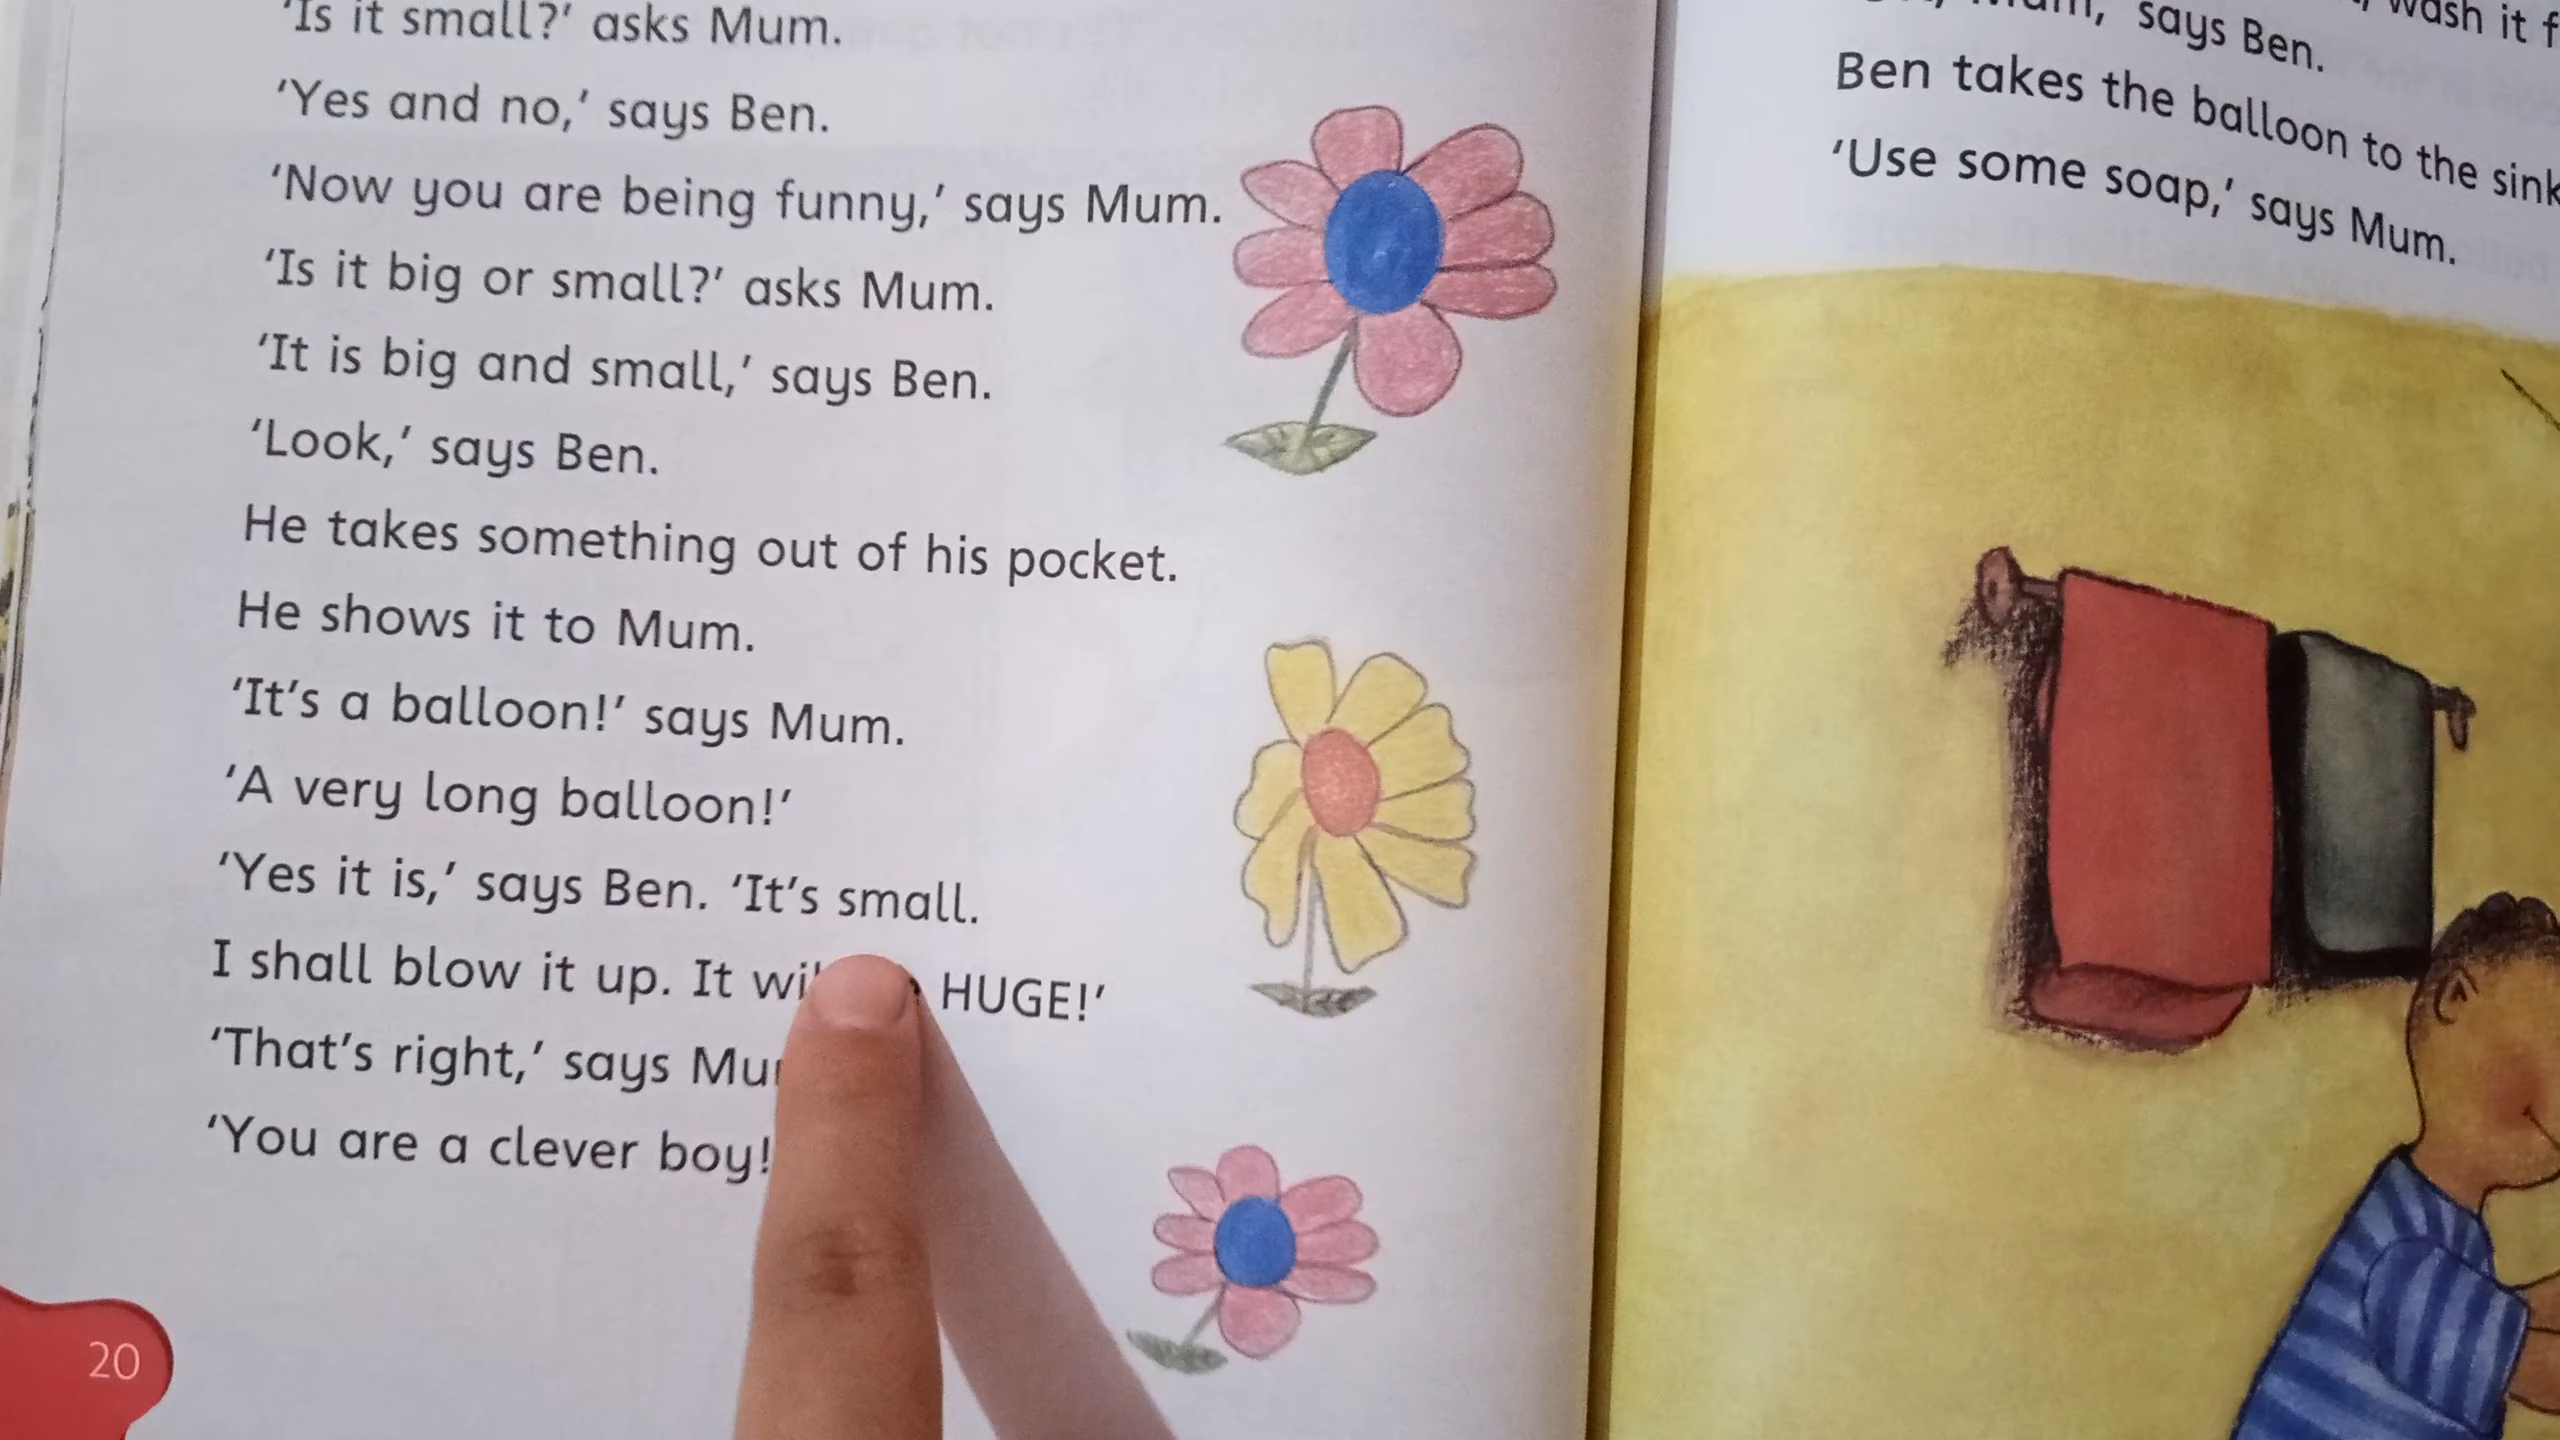 'Is it small?' asks Mum.
'Yes and no,' says Ben.
'Now you are being funny,' says Mum.
'Is it big or small?' asks Mum.
'It is big and small,' says Ben.
'Look,' says Ben.
He takes something out of his pocket.
He shows it to Mum.
'It's a balloon!' says Mum.
'A very long balloon!'
'Yes it is,' says Ben. 'It's small.
I shall blow it up. It HUGE!'
'That's right,' says
'You are a clever boy!
20
wash it
says Ben.
Ben takes the balloon to the sink
'Use some soap,' says Mum.